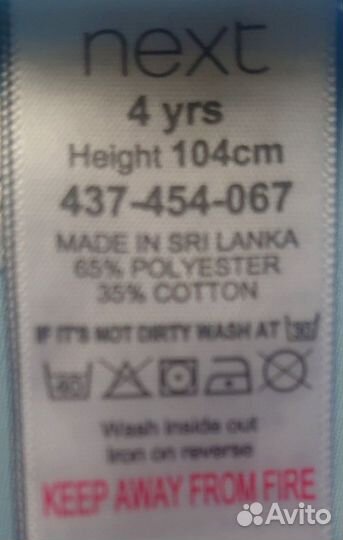 next
4 yrs
Height 104cm
437-454-067
MADE IN SRI LANKA
65% POLYESTER
35% COTTON
IF IT'S NOT DIRTY WASH AT 30
40
Wash inside out
Iron on reverse
KEEP AWAY FROM FIRE
Avito